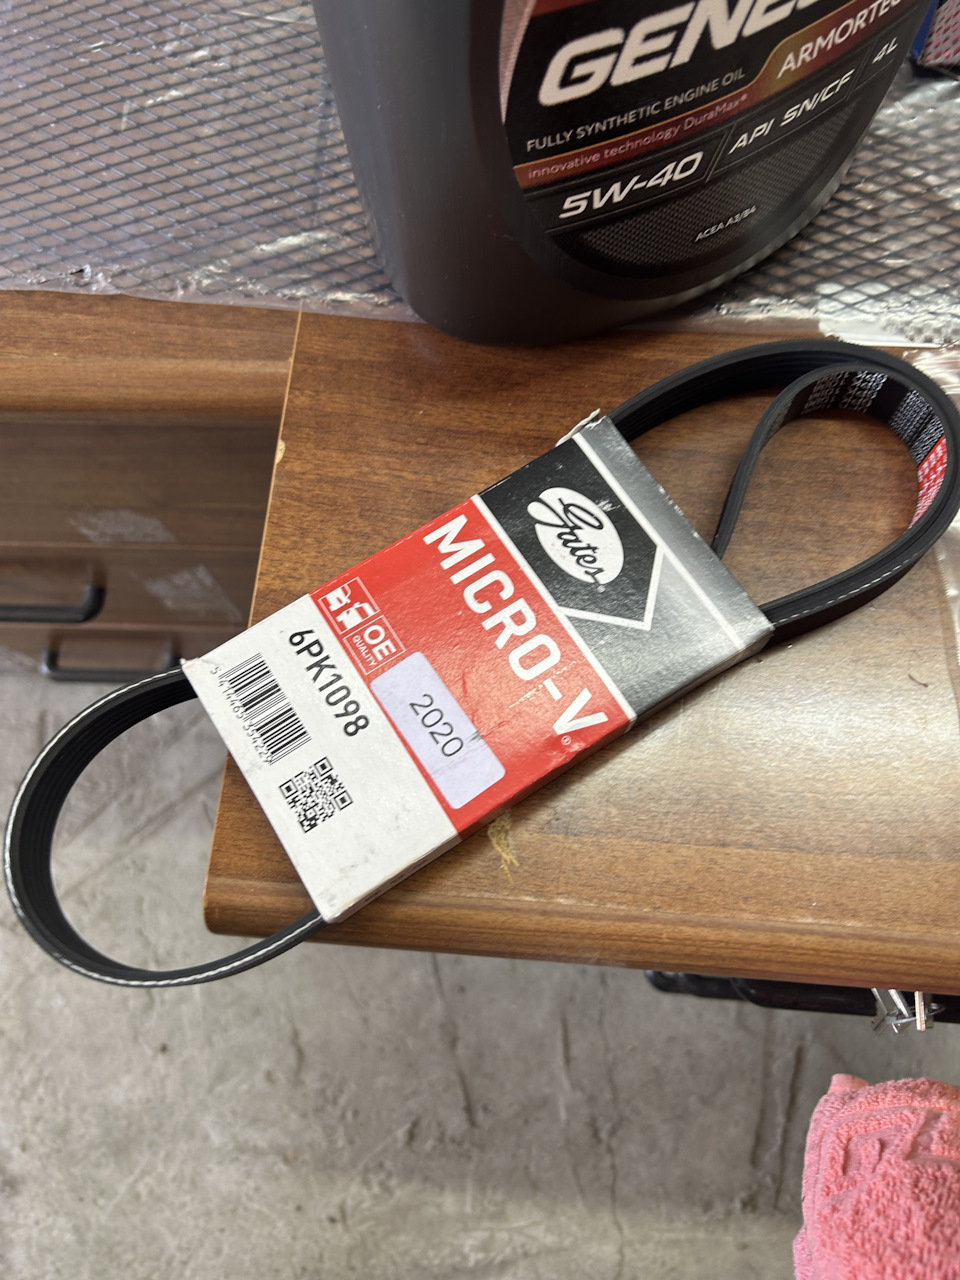 FULLY SYNTHETIC ENGINE OIL
ARMORTEC
innovative technology DuraMax®
5W-40
API SN/CF
4L
ACEA A3/B4
Gates®
MICRO-V®
OE
QUALITY
6PK1098
2020